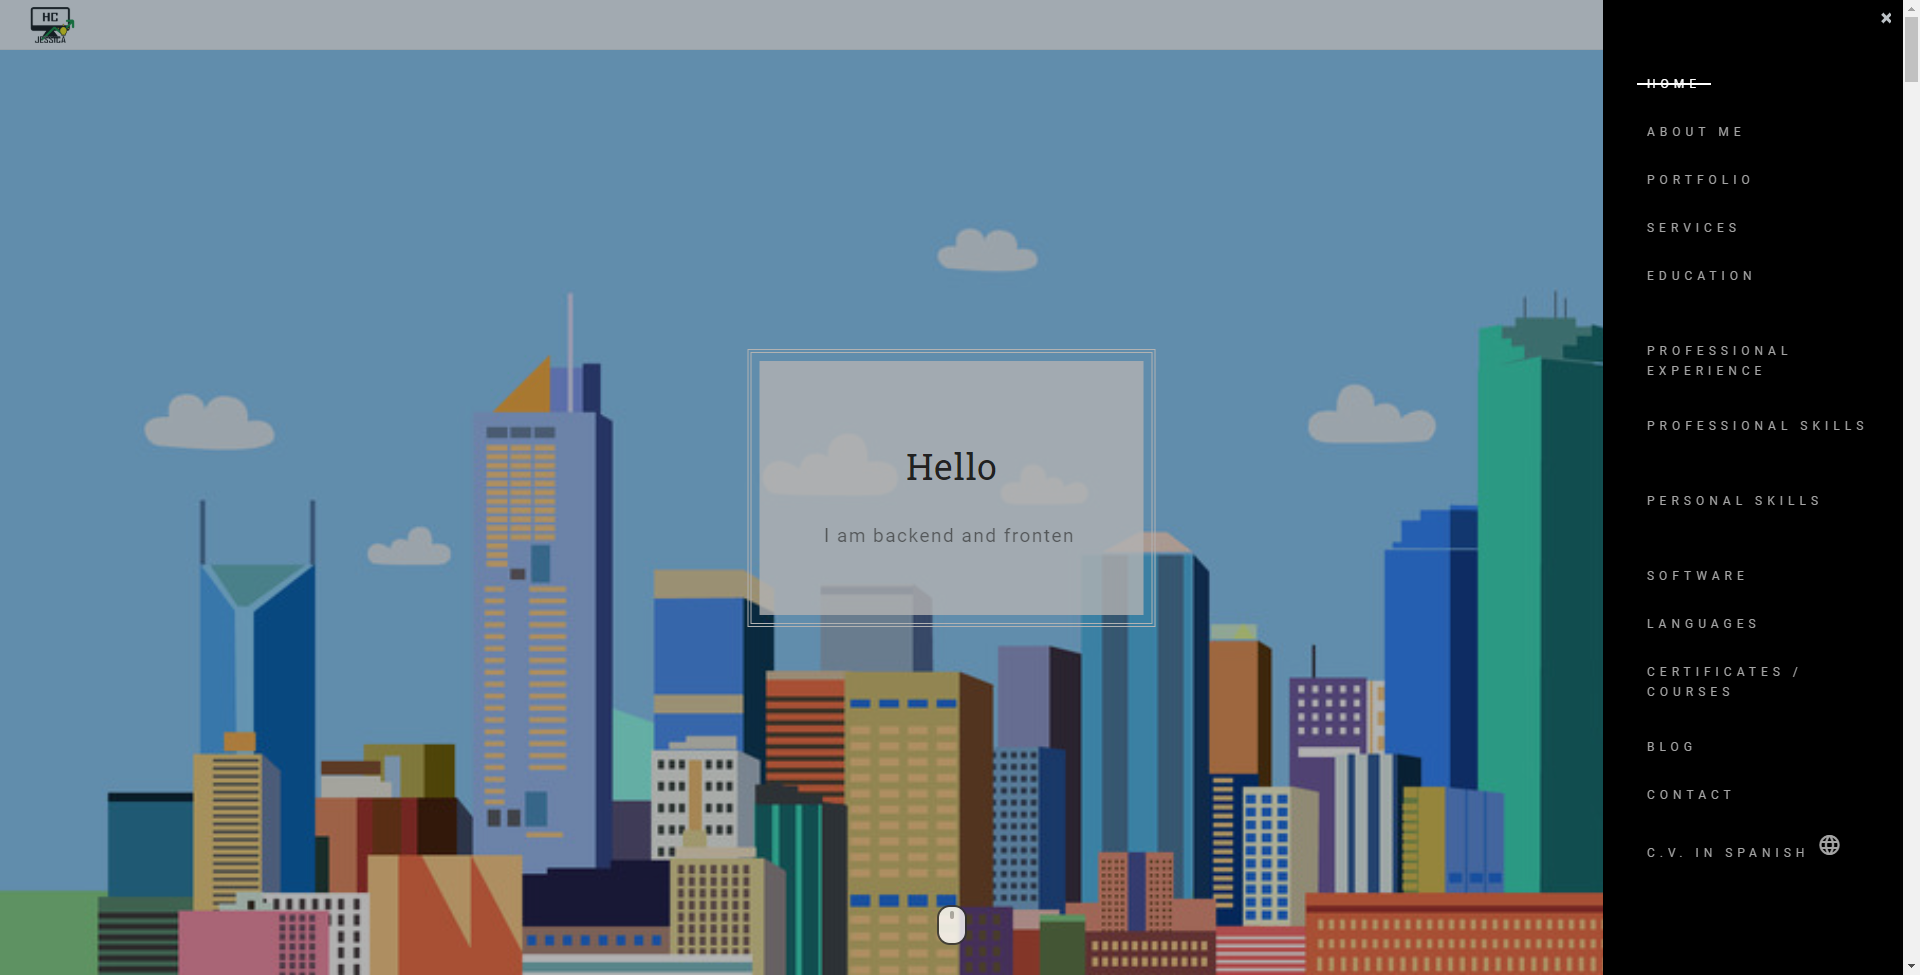 HC
JESSICA
×
HOME
ABOUT ME
PORTFOLIO
SERVICES
EDUCATION
PROFESSIONAL
EXPERIENCE
PROFESSIONAL SKILLS
PERSONAL SKILLS
SOFTWARE
LANGUAGES
CERTIFICATES /
COURSES
BLOG
CONTACT
C.V. IN SPANISH
Hello
I am backend and fronten